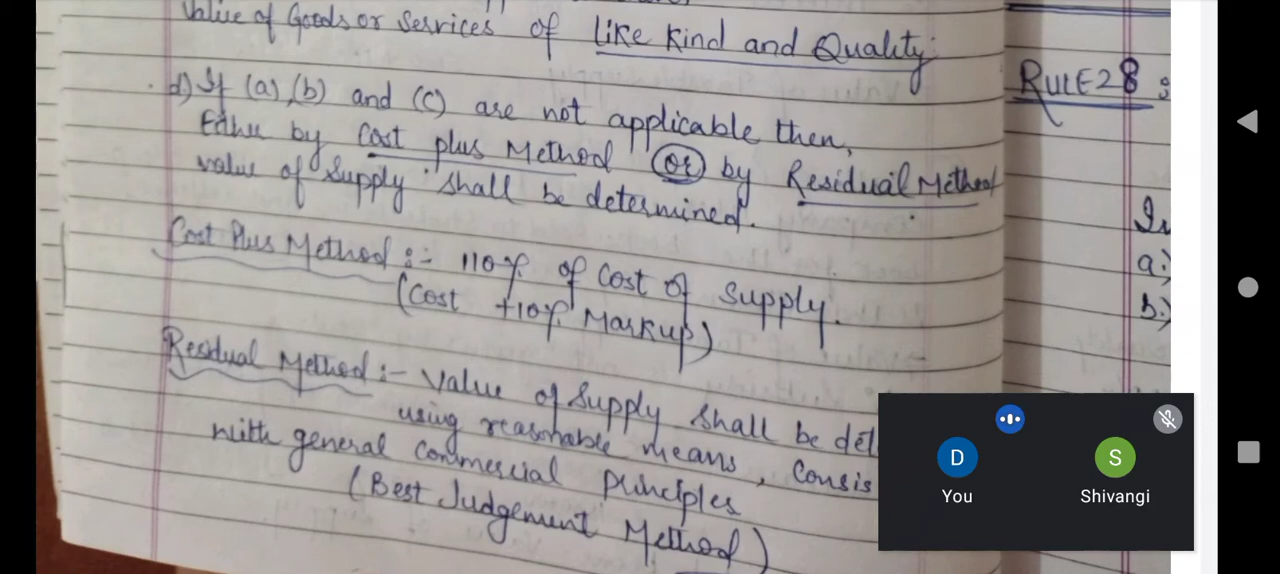 Value of Goods or Services of Like Kind and Quality
d) If (a), (b) and (c) are not applicable then,
Either by Cost plus Method or by Residual Method
value of Supply shall be determined.
Cost Plus Method :- 110% of Cost of Supply.
(Cost +10% Markup)
Residual Method :- Value of Supply shall be det
using reasonable means, Consis
with general Commercial Principles
(Best Judgement Method)
RULE 28 :
a:)
b:)
D
You
S
Shivangi